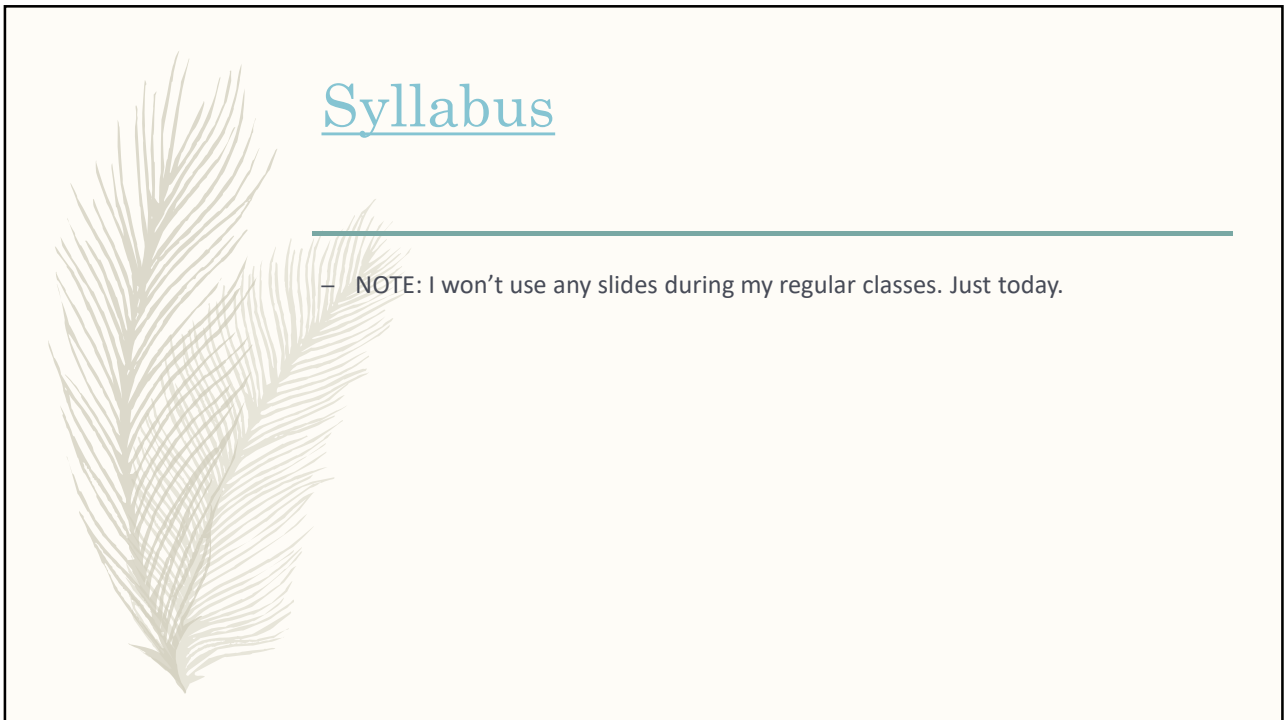 Syllabus
– NOTE: I won’t use any slides during my regular classes. Just today.